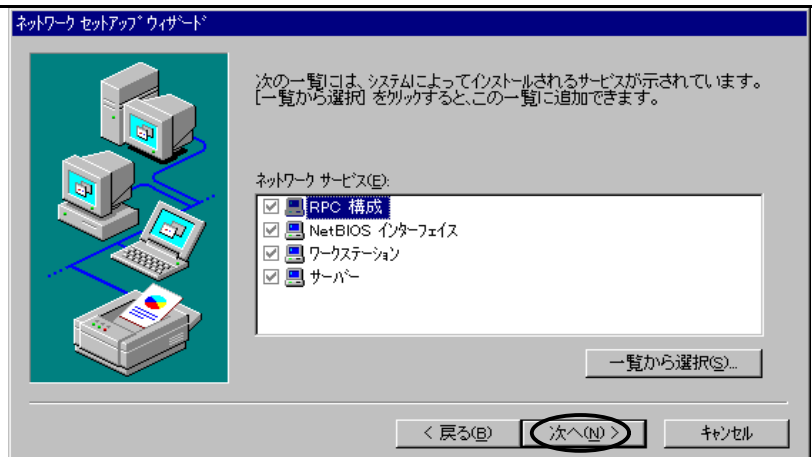 ネットワーク セットアップ ウィザード
次の一覧には、システムによってインストールされるサービスが示されています。
[一覧から選択] をクリックすると、この一覧に追加できます。
ネットワーク サービス(E):
RPC 構成
NetBIOS インターフェイス
ワークステーション
サーバー
一覧から選択(S)...
< 戻る(B)
次へ(N) >
キャンセル